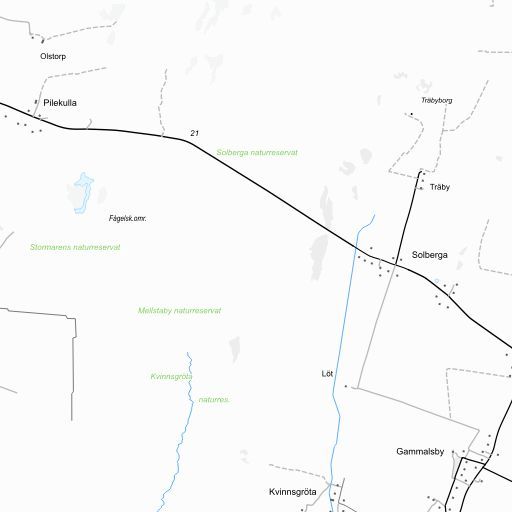 Olstorp
Pilekulla
Träbyborg
21
Solberga naturreservat
Träby
Fågelsk.omr.
Stormarens naturreservat
Solberga
Mellstaby naturreservat
Löt
Kvinnsgröta
naturres.
Gammalsby
Kvinnsgröta